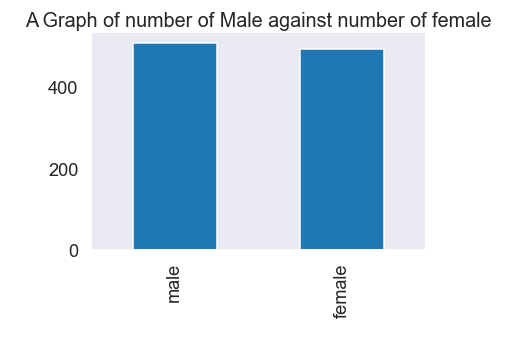 A Graph of number of Male against number of female
400
200
0
male
female